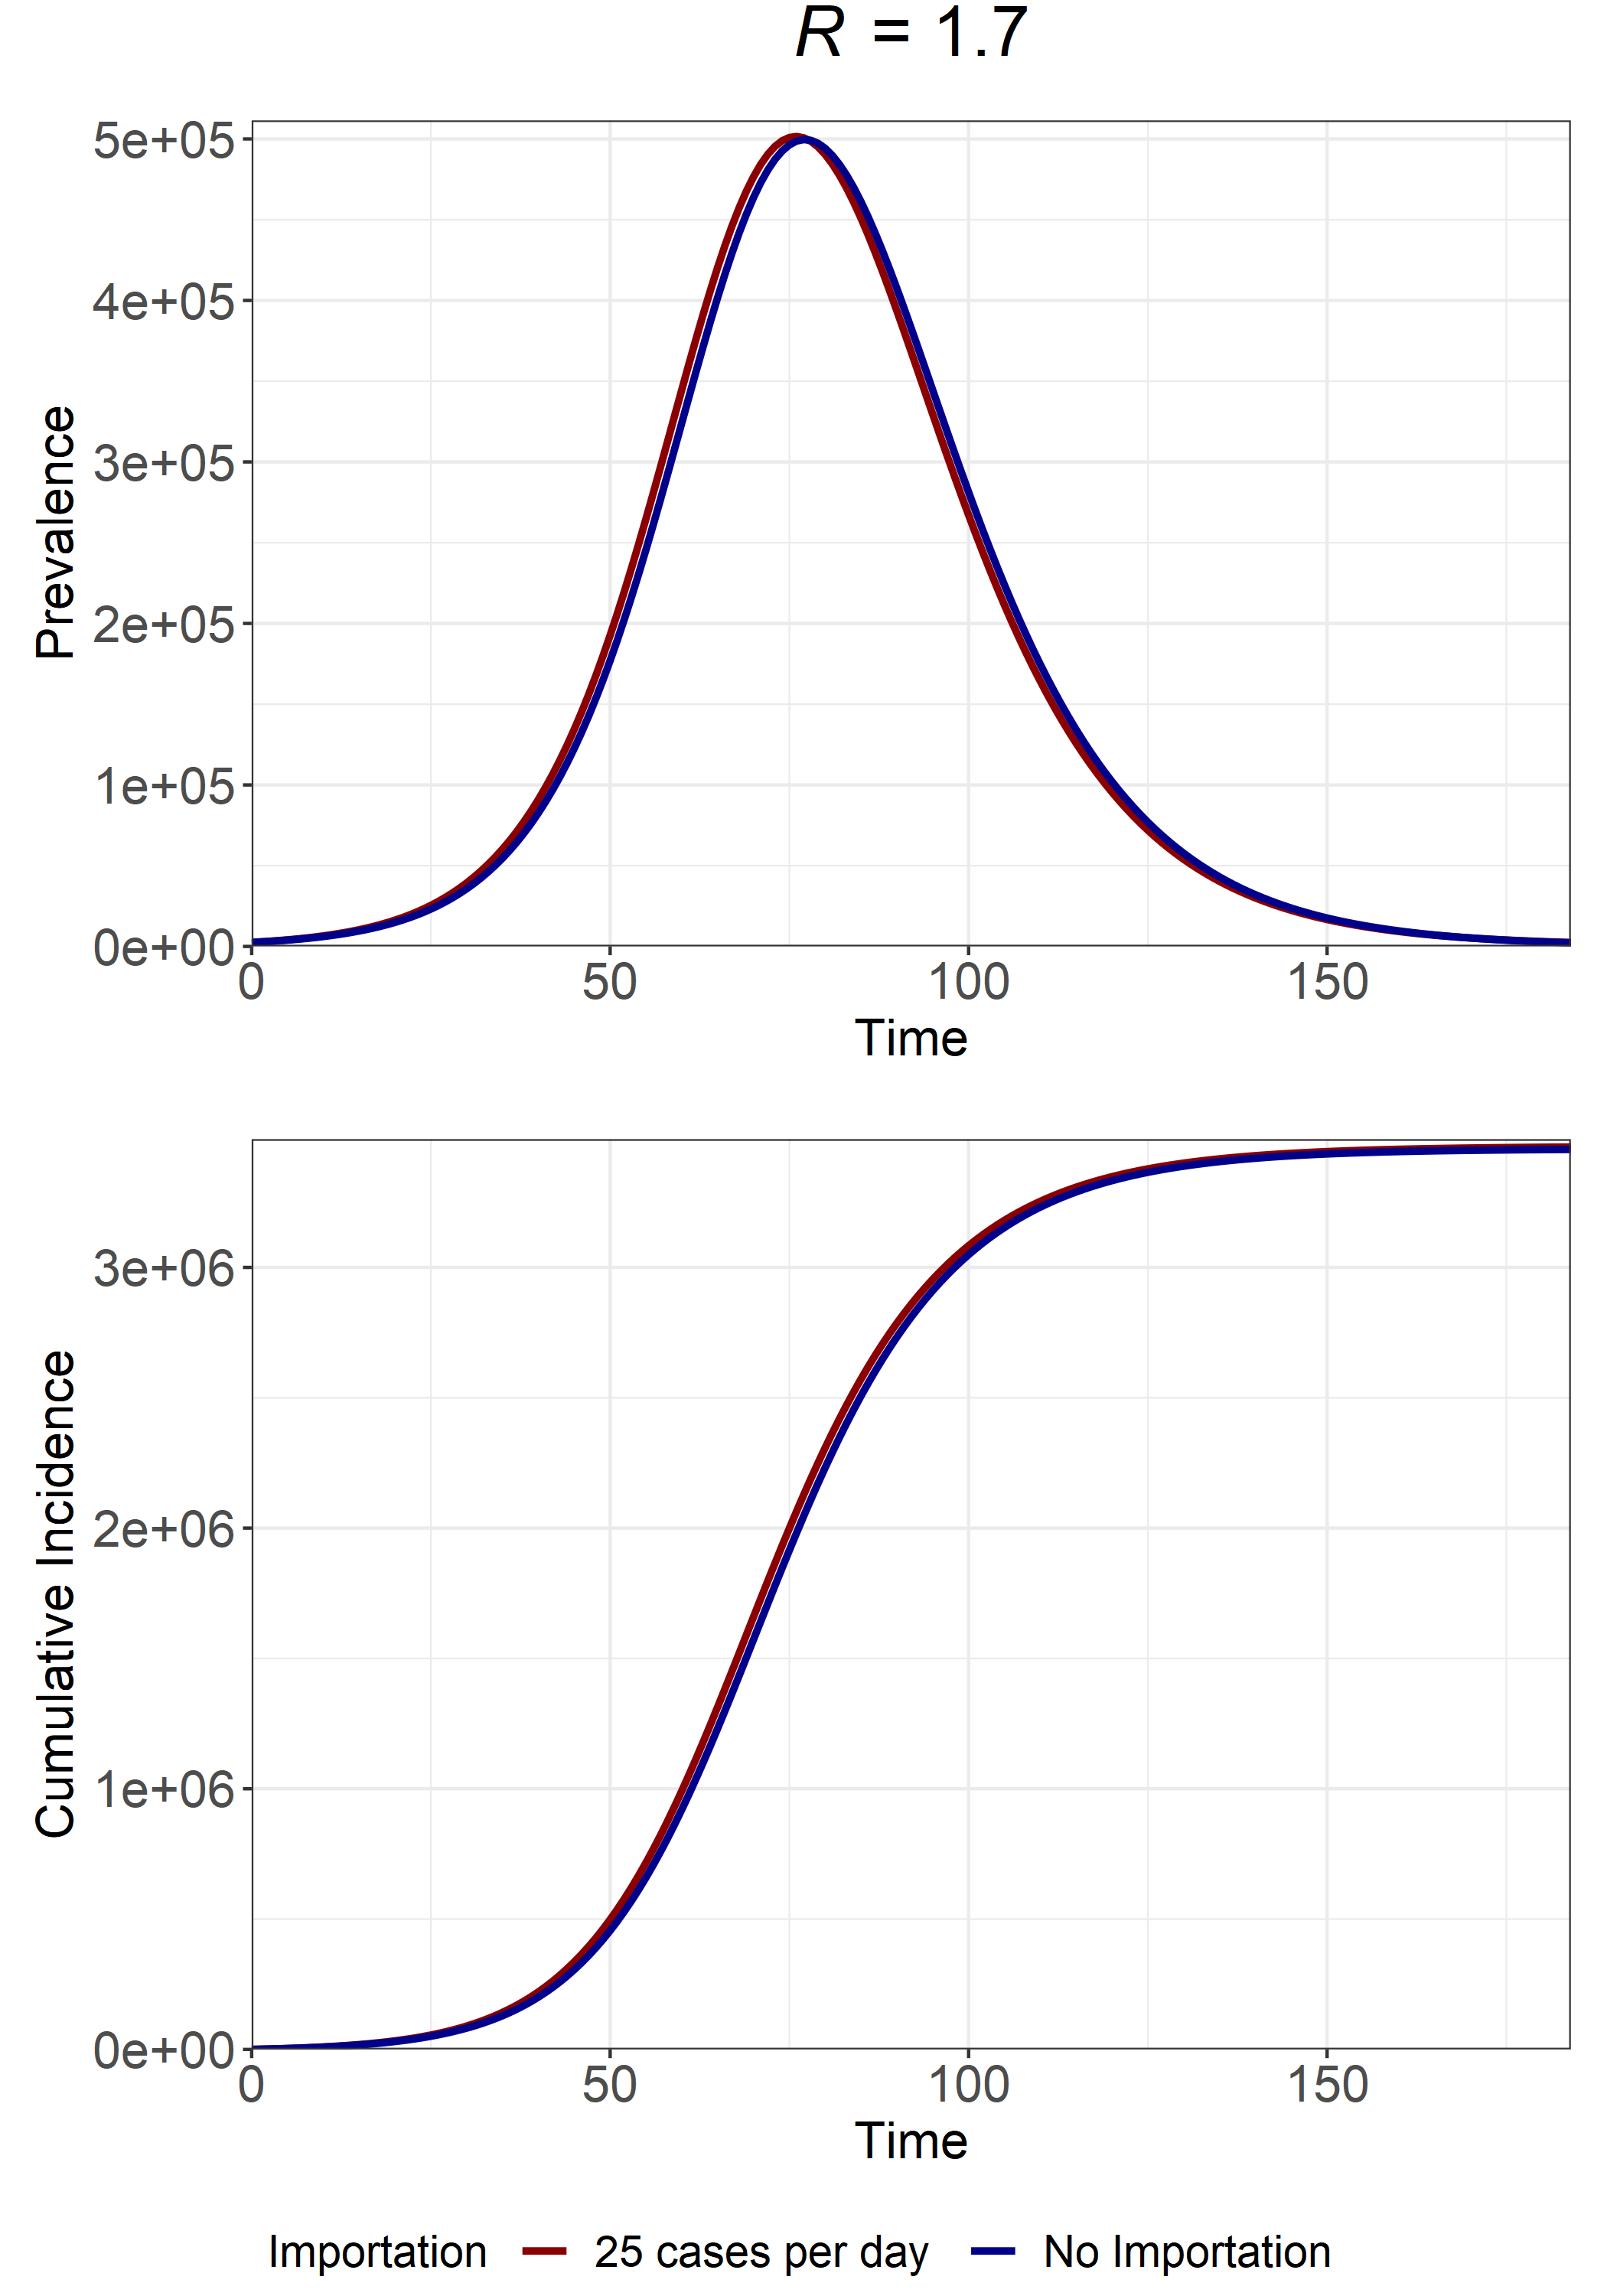 R = 1.7
5e+05
4e+05
3e+05
2e+05
1e+05
0e+00
Prevalence
0 50 100 150
Time
3e+06
2e+06
1e+06
0e+00
Cumulative Incidence
0 50 100 150
Time
Importation 25 cases per day No Importation